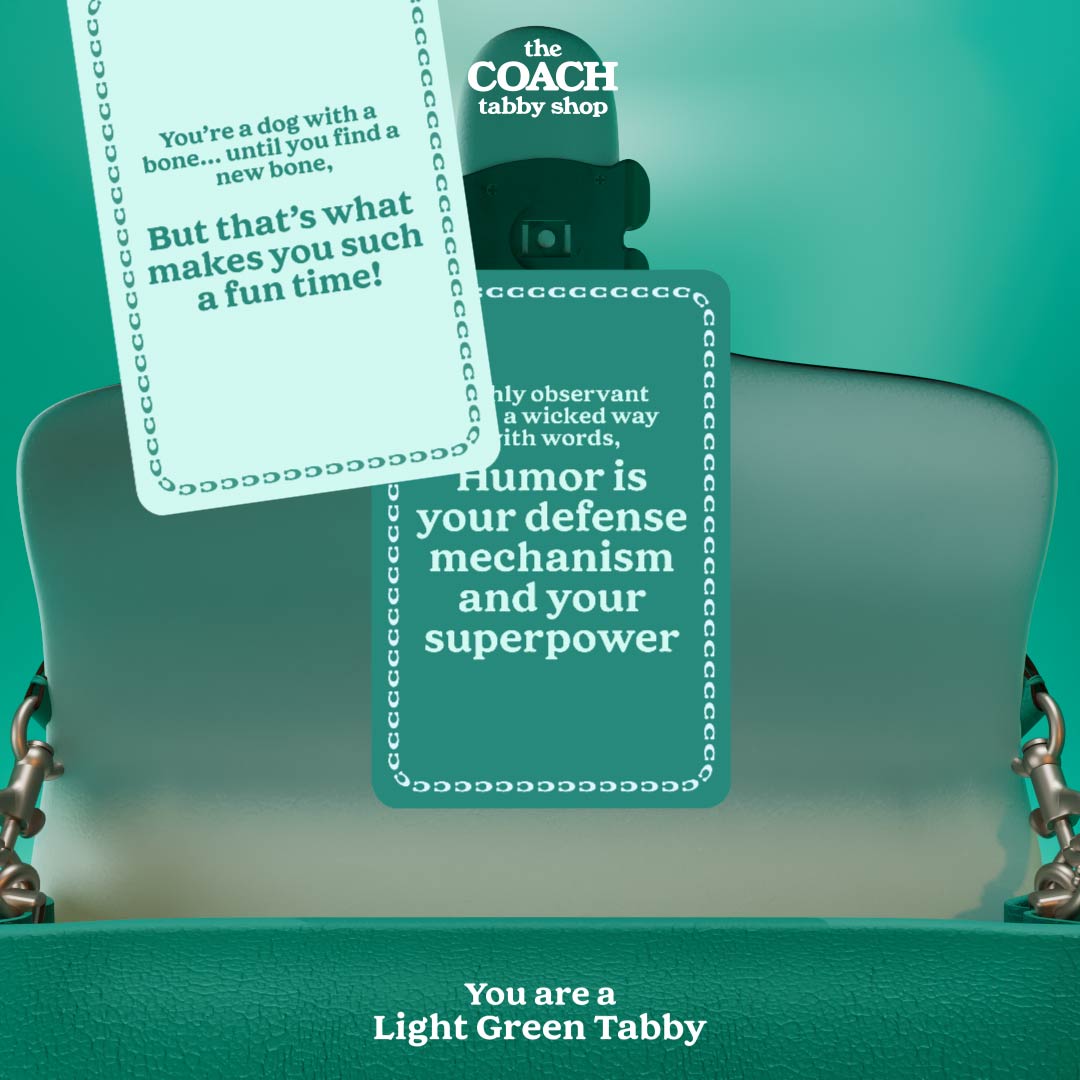 the
COACH
tabby shop
You're a dog with a
bone... until you find a
new bone,
But that's what
makes you such
a fun time!
observant
a wicked way
words,
Humor is
your defense
mechanism
and your
superpower
You are a
Light Green Tabby